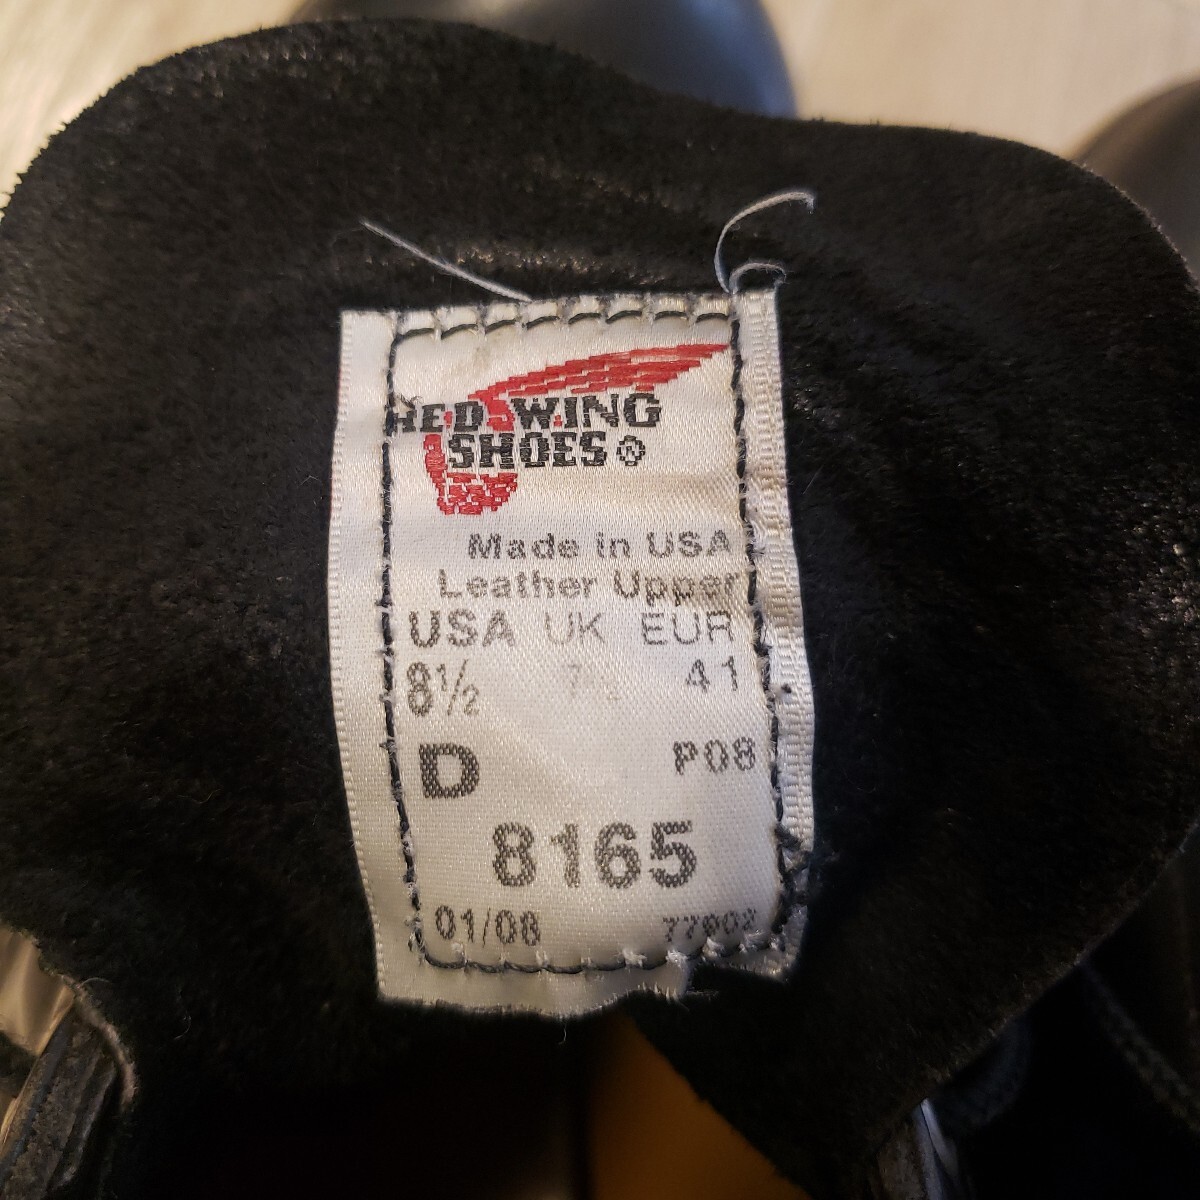 RED WING
SHOES ®
Made in USA
Leather Upper
USA UK EUR
8½ 41
D P08
8165
01/08